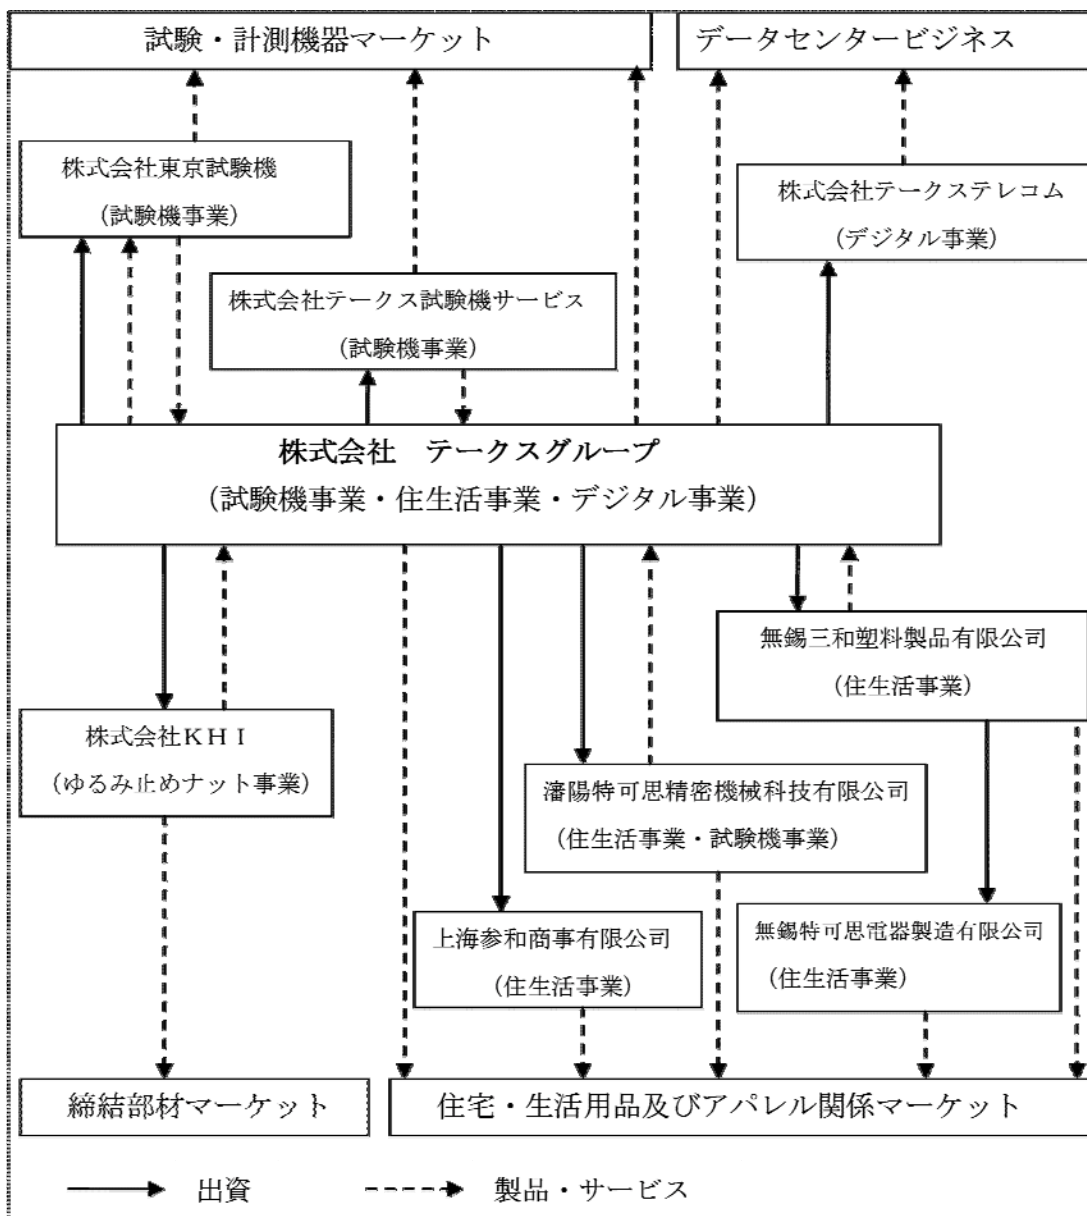 試験・計測機器マーケット
データセンタービジネス
株式会社東京試験機
(試験機事業)
株式会社テークステレコム
(デジタル事業)
株式会社テークス試験機サービス
(試験機事業)
株式会社　テークスグループ
(試験機事業・住生活事業・デジタル事業)
無錫三和塑料製品有限公司
(住生活事業)
株式会社ＫＨＩ
(ゆるみ止めナット事業)
瀋陽特可思精密機械科技有限公司
(住生活事業・試験機事業)
上海参和商事有限公司
(住生活事業)
無錫特可思電器製造有限公司
(住生活事業)
締結部材マーケット
住宅・生活用品及びアパレル関係マーケット
出資
製品・サービス